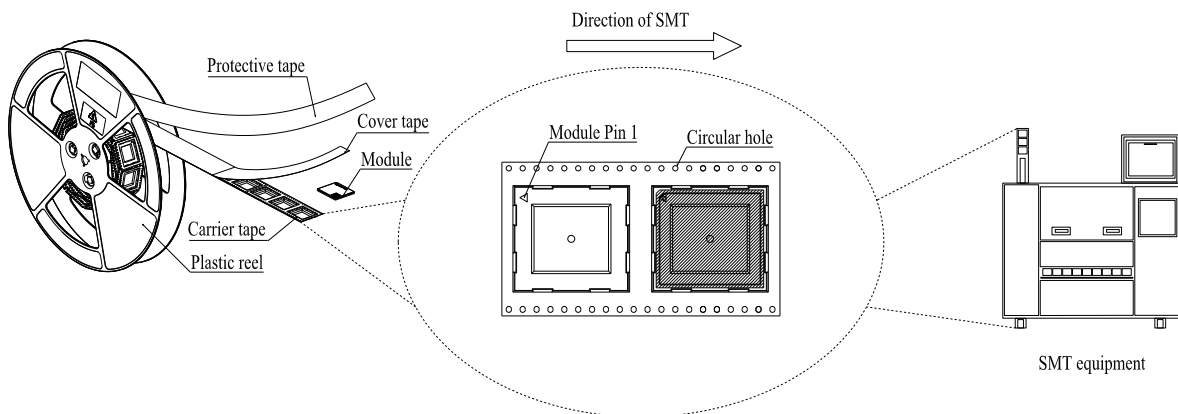 Direction of SMT
Protective tape
Cover tape
Module
Carrier tape
Plastic reel
Module Pin 1
Circular hole
SMT equipment